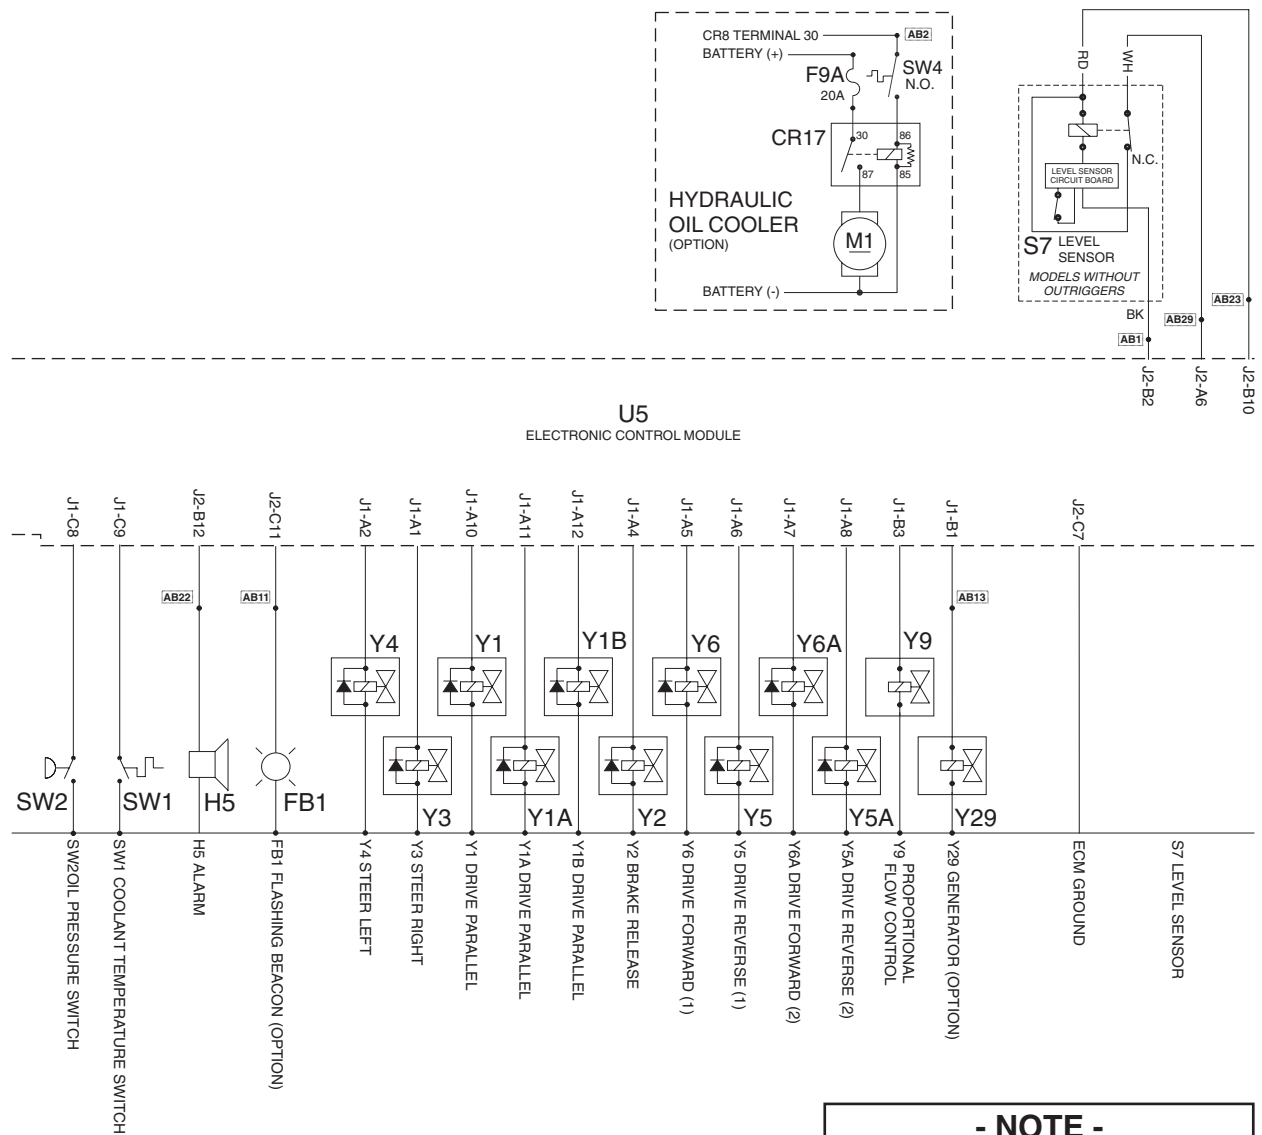 CR8 TERMINAL 30
AB2
BATTERY (+)
F9A
20A
SW4
N.O.
CR17
30
86
87
85
HYDRAULIC
OIL COOLER
(OPTION)
M1
BATTERY (-)
RD
WH
N.C.
LEVEL SENSOR
CIRCUIT BOARD
S7 LEVEL
SENSOR
MODELS WITHOUT
OUTRIGGERS
BK
AB1
AB29
AB23
J2-B2
J2-A6
J2-B10
U5
ELECTRONIC CONTROL MODULE
J1-C8
J1-C9
J2-B12
J2-C11
J1-A2
J1-A1
J1-A10
J1-A11
J1-A12
J1-A4
J1-A5
J1-A6
J1-A7
J1-A8
J1-B3
J1-B1
J2-C7
AB22
AB11
AB13
Y4
Y1
Y1B
Y6
Y6A
Y9
SW2
SW1
H5
FB1
Y3
Y1A
Y2
Y5
Y5A
Y29
SW2OIL PRESSURE SWITCH
SW1 COOLANT TEMPERATURE SWITCH
H5 ALARM
FB1 FLASHING BEACON (OPTION)
Y4 STEER LEFT
Y3 STEER RIGHT
Y1 DRIVE PARALLEL
Y1A DRIVE PARALLEL
Y1B DRIVE PARALLEL
Y2 BRAKE RELEASE
Y6 DRIVE FORWARD (1)
Y5 DRIVE REVERSE (1)
Y6A DRIVE FORWARD (2)
Y5A DRIVE REVERSE (2)
Y9 PROPORTIONAL
FLOW CONTROL
Y29 GENERATOR (OPTION)
ECM GROUND
S7 LEVEL SENSOR
- NOTE -